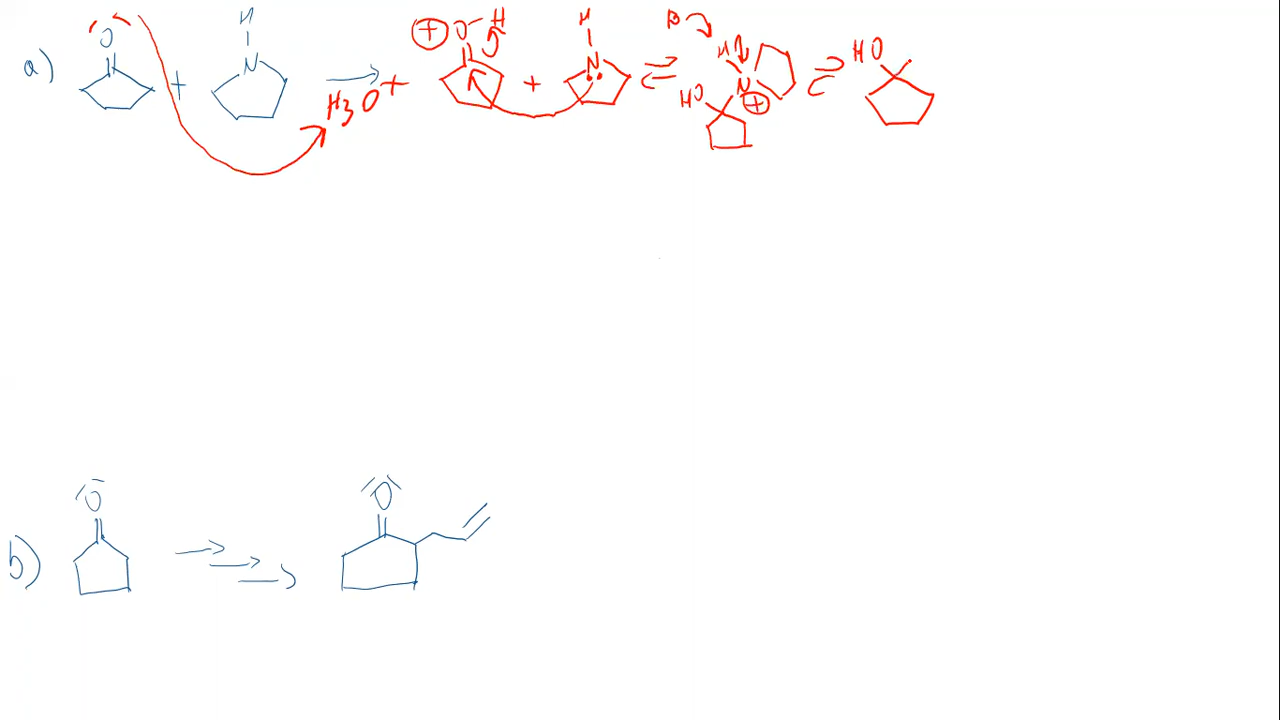 a) O + H N → H3O+ + O H + H N ⇌ B H N + HO ⇌ HO
b) O → → → O